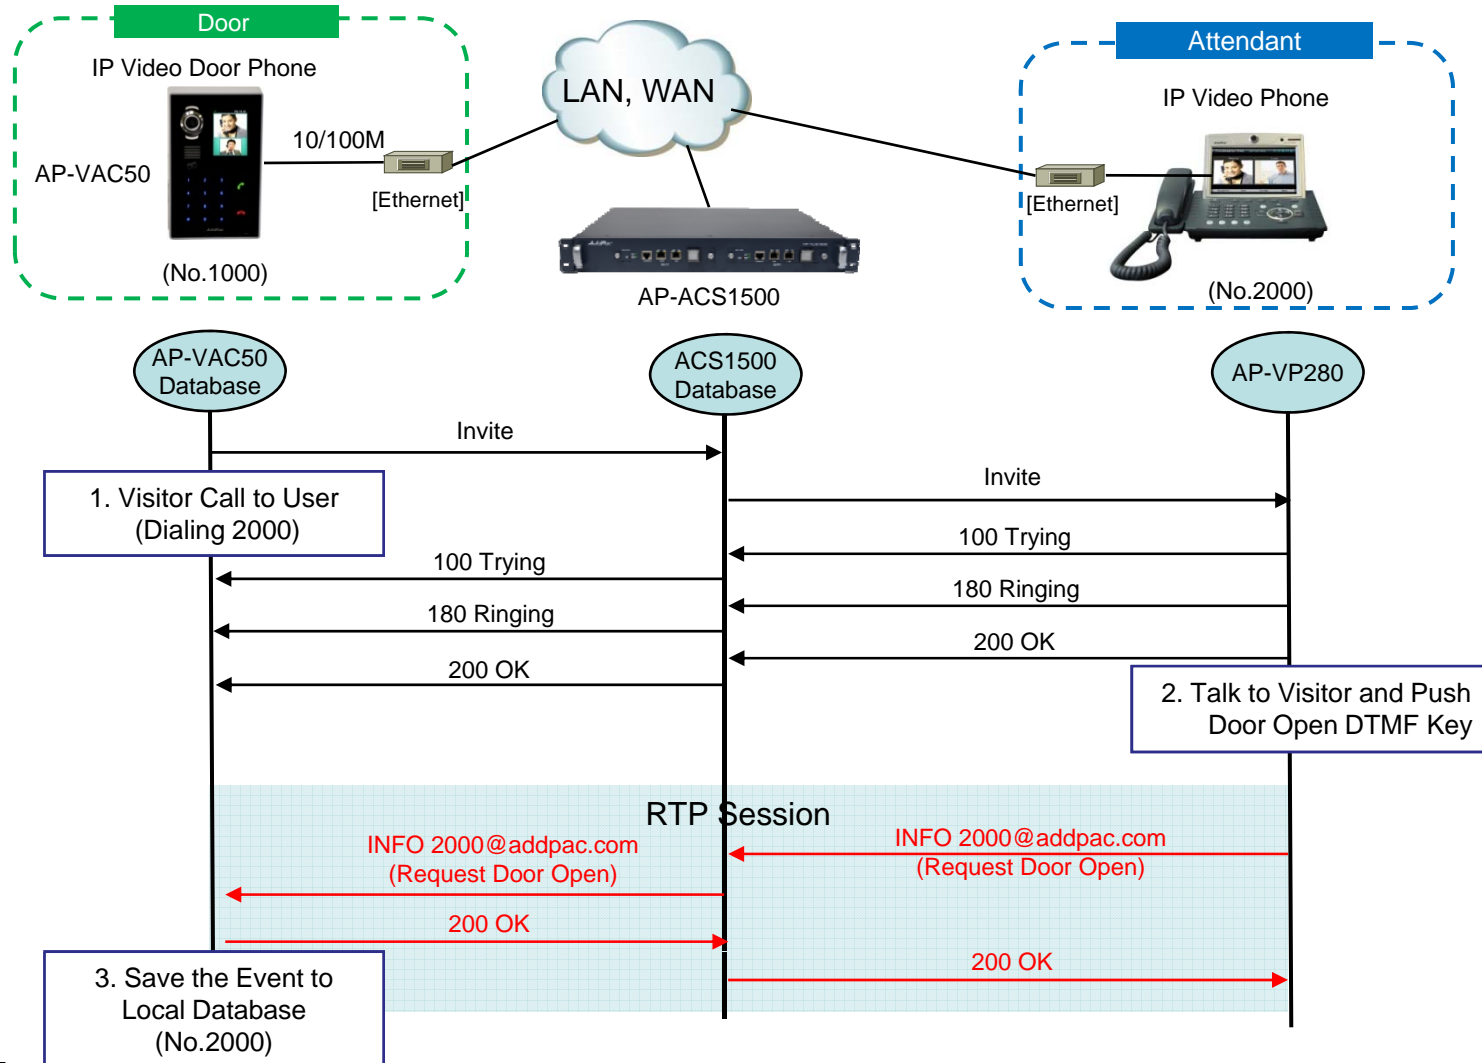 Door
Attendant
IP Video Door Phone
LAN, WAN
IP Video Phone
10/100M
AP-VAC50
[Ethernet]
[Ethernet]
(No.1000)
AP-ACS1500
(No.2000)
AP-VAC50
Database
ACS1500
Database
AP-VP280
Invite
Invite
1. Visitor Call to User
(Dialing 2000)
100 Trying
100 Trying
180 Ringing
180 Ringing
200 OK
200 OK
2. Talk to Visitor and Push
Door Open DTMF Key
RTP Session
INFO 2000@addpac.com
(Request Door Open)
INFO 2000@addpac.com
(Request Door Open)
200 OK
200 OK
3. Save the Event to
Local Database
(No.2000)